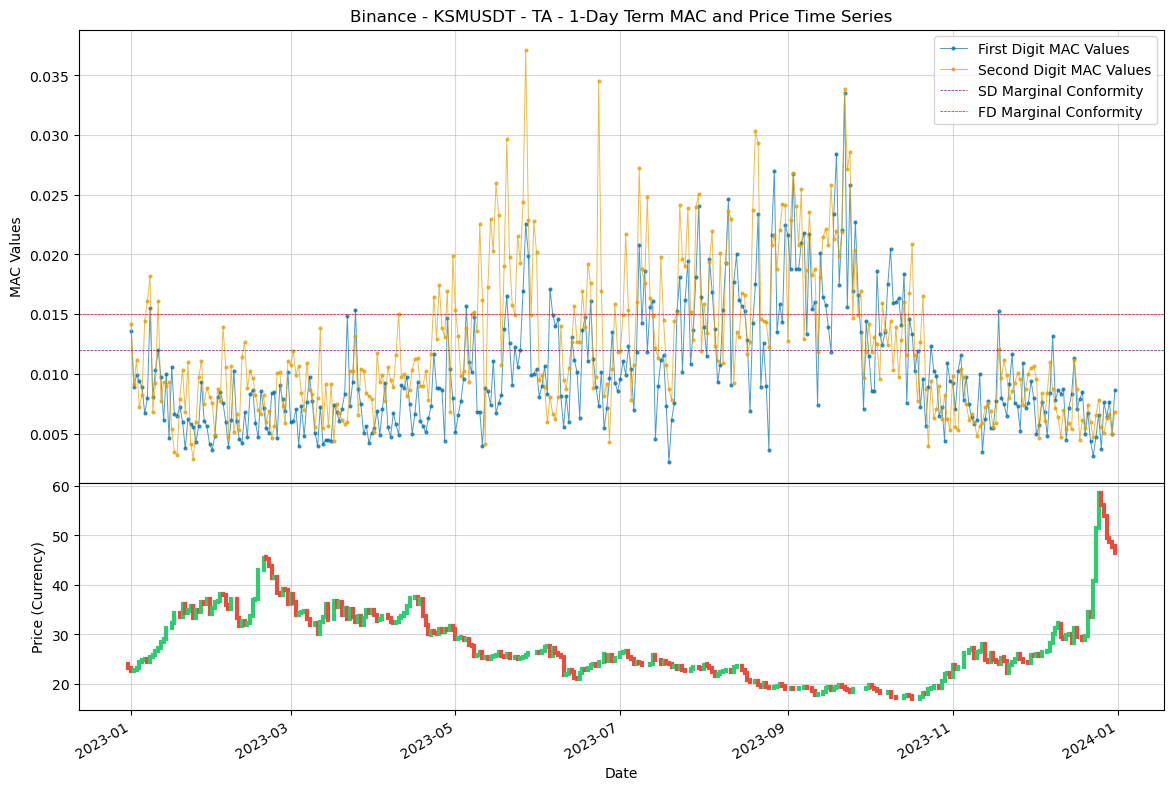 Binance - KSMUSDT - TA - 1-Day Term MAC and Price Time Series
First Digit MAC Values
Second Digit MAC Values
SD Marginal Conformity
FD Marginal Conformity
MAC Values
0.035
0.030
0.025
0.020
0.015
0.010
0.005
Price (Currency)
60
50
40
30
20
2023-01
2023-03
2023-05
2023-07
2023-09
2023-11
2024-01
Date